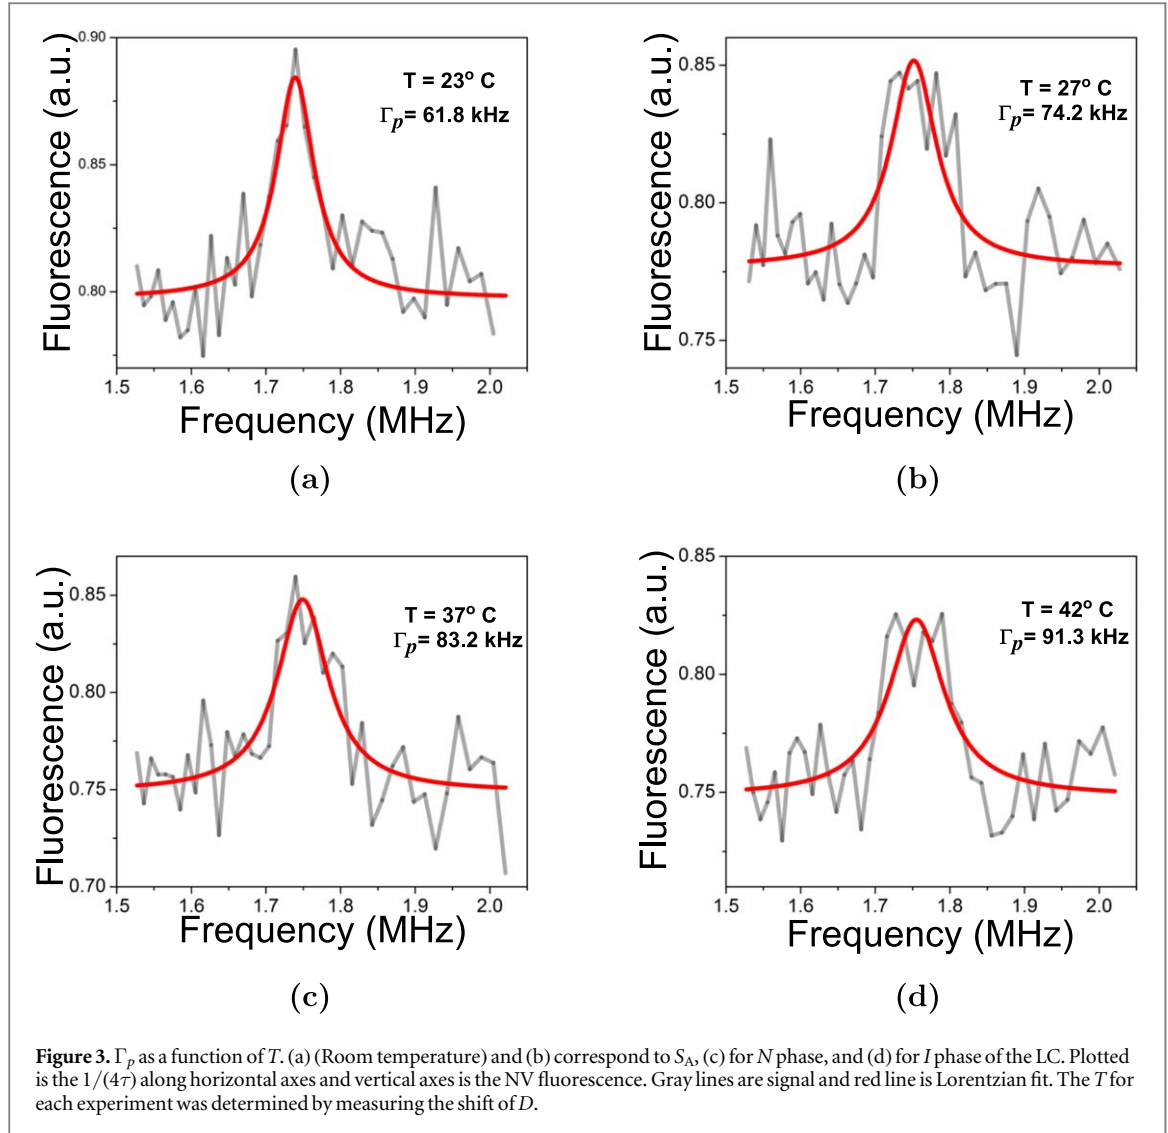 Fluorescence (a.u.)
0.90
0.85
0.80
T = 23° C
Γp= 61.8 kHz
1.5 1.6 1.7 1.8 1.9 2.0
Frequency (MHz)
(a)
Fluorescence (a.u.)
0.85
0.80
0.75
T = 27° C
Γp= 74.2 kHz
1.5 1.6 1.7 1.8 1.9 2.0
Frequency (MHz)
(b)
Fluorescence (a.u.)
0.85
0.80
0.75
0.70
T = 37° C
Γp= 83.2 kHz
1.5 1.6 1.7 1.8 1.9 2.0
Frequency (MHz)
(c)
Fluorescence (a.u.)
0.85
0.80
0.75
T = 42° C
Γp= 91.3 kHz
1.5 1.6 1.7 1.8 1.9 2.0
Frequency (MHz)
(d)
Figure 3. Γp as a function of T. (a) (Room temperature) and (b) correspond to SA, (c) for N phase, and (d) for I phase of the LC. Plotted
is the 1/(4τ) along horizontal axes and vertical axes is the NV fluorescence. Gray lines are signal and red line is Lorentzian fit. The T for
each experiment was determined by measuring the shift of D.